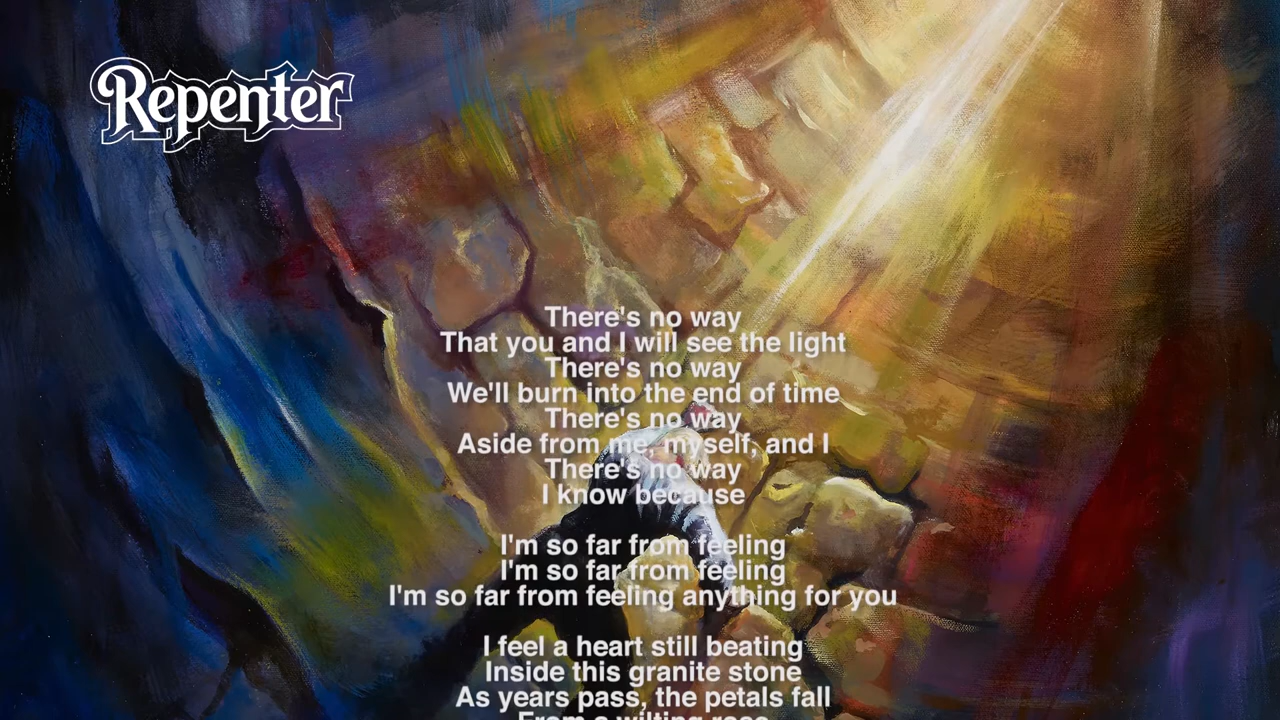 Repenter
There's no way
That you and I will see the light
There's no way
We'll burn into the end of time
There's no way
Aside from me, myself, and I
There's no way
I know because
I'm so far from feeling
I'm so far from feeling
I'm so far from feeling anything for you
I feel a heart still beating
Inside this granite stone
As years pass, the petals fall
From a wilting rose